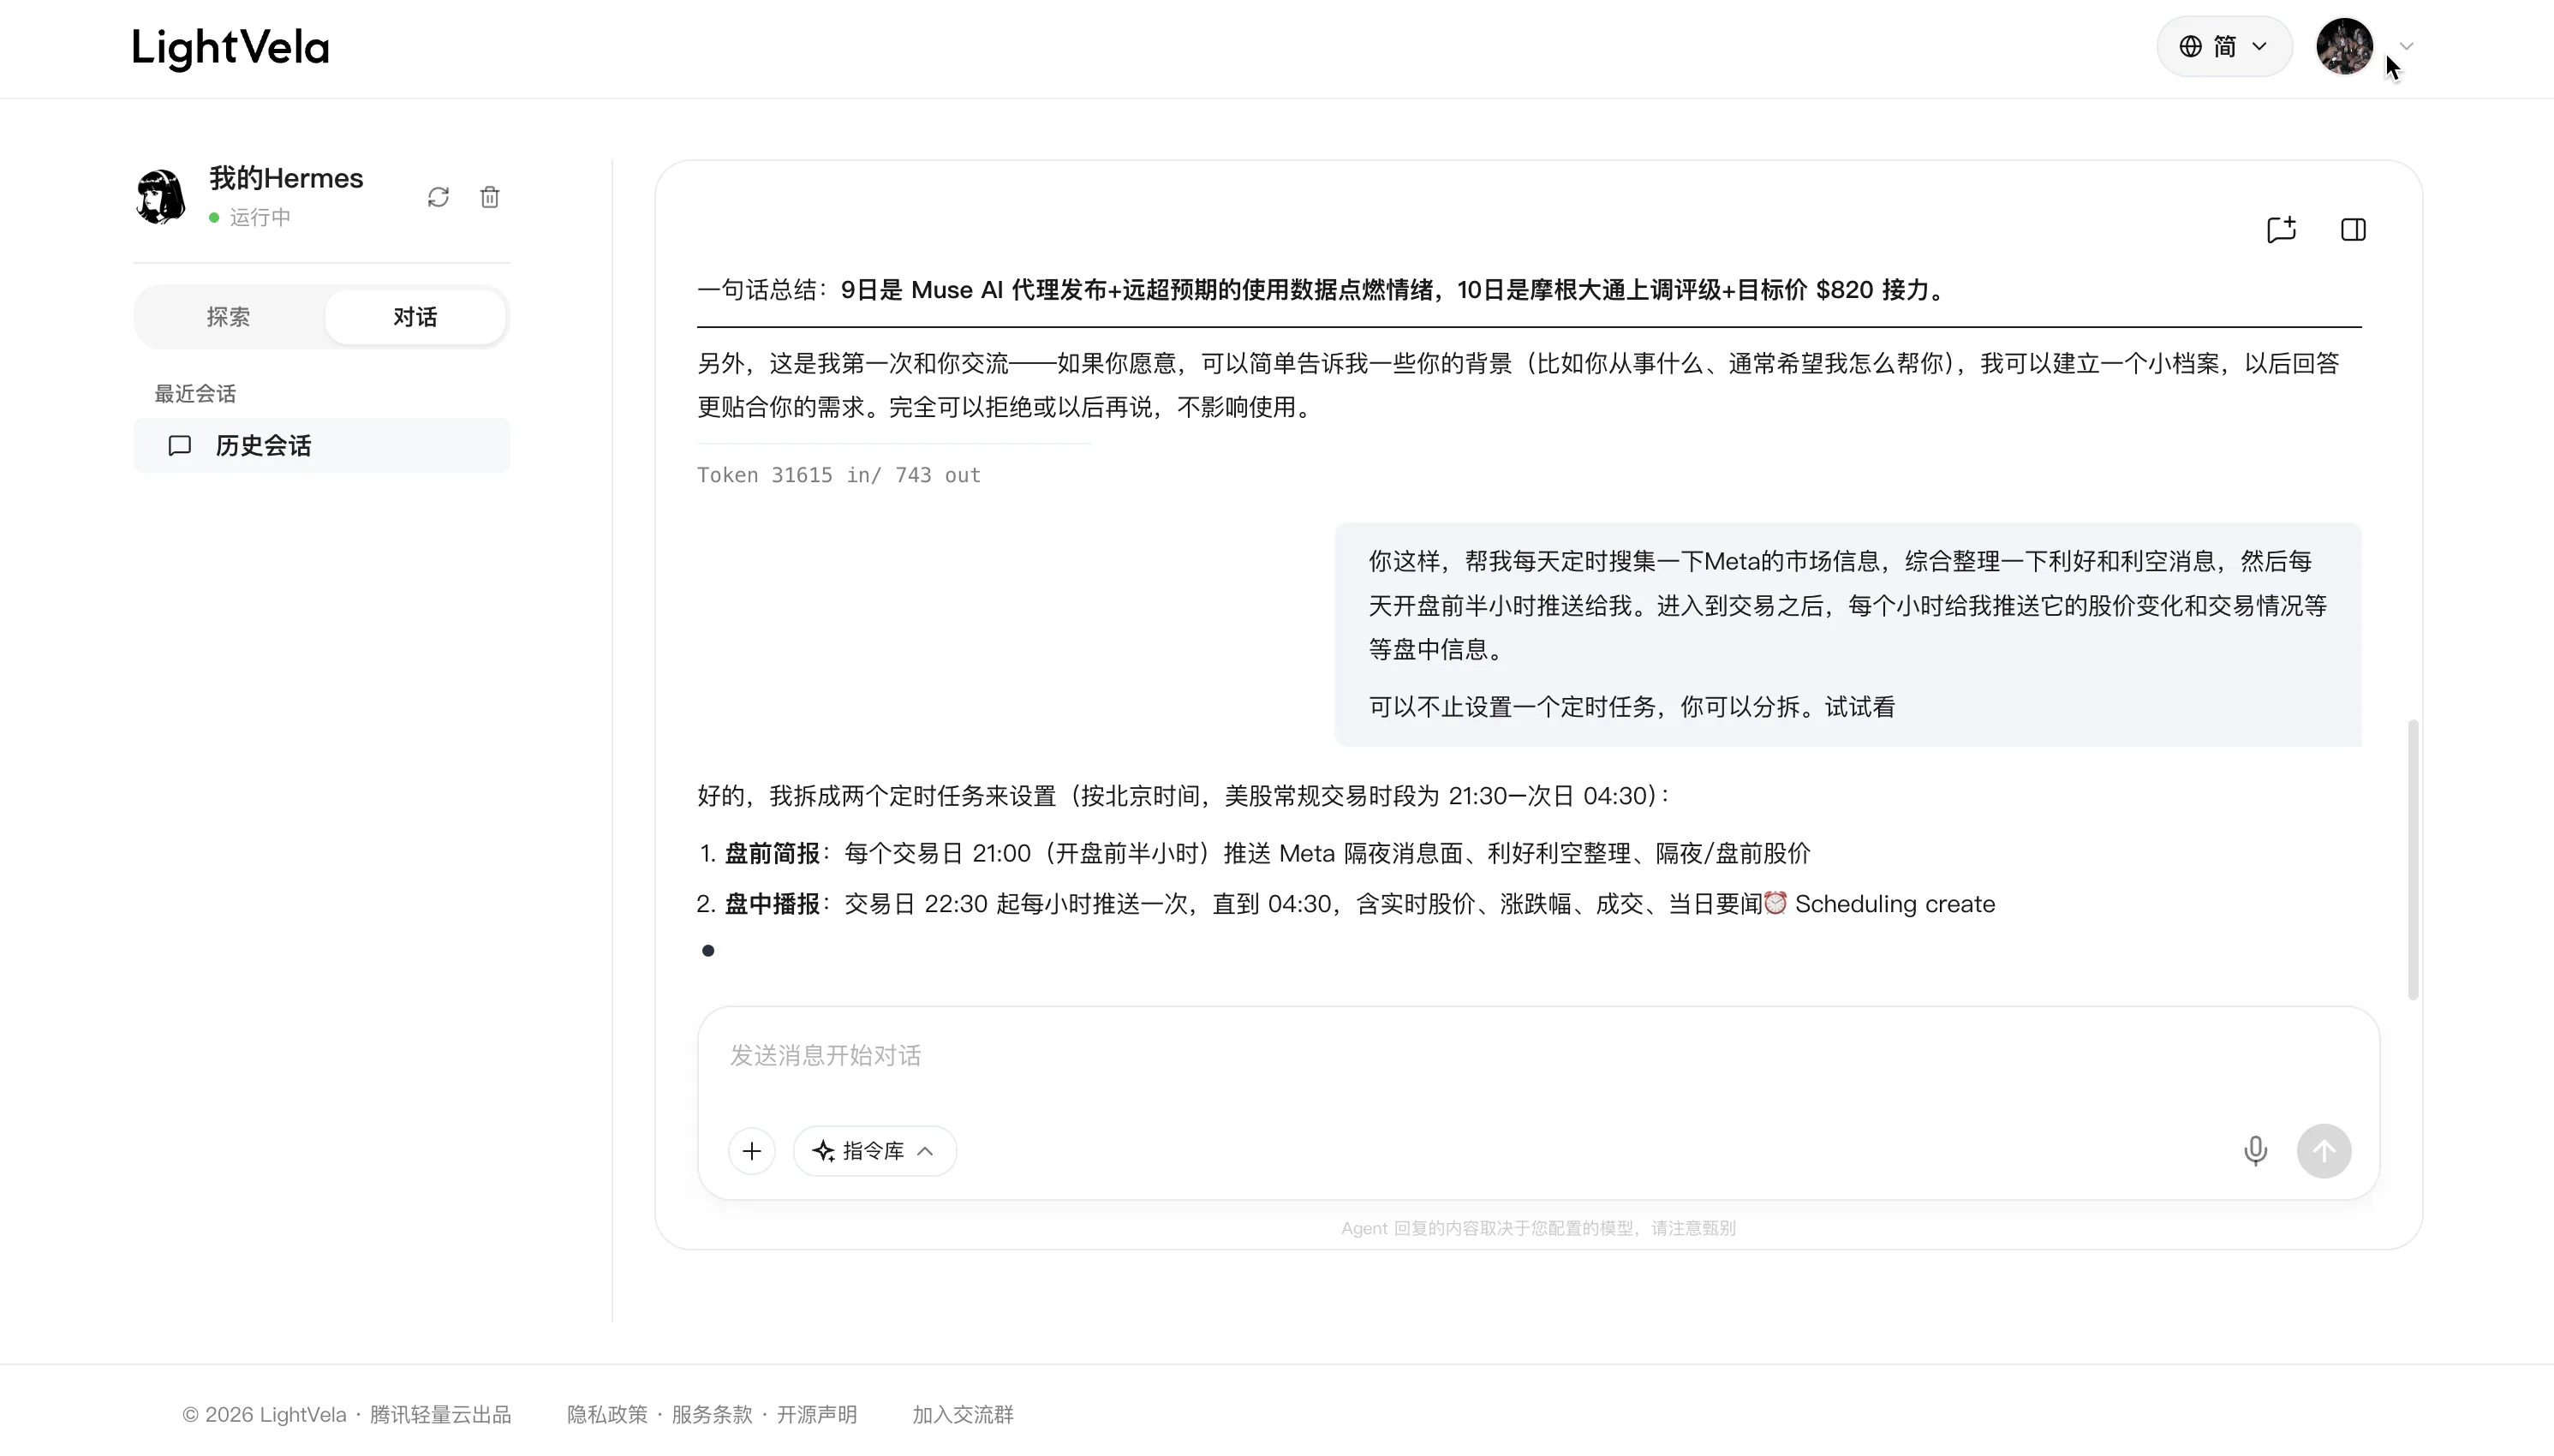 LightVela
简
我的Hermes
运行中
探索
对话
最近会话
历史会话
一句话总结：9日是 Muse AI 代理发布+远超预期的使用数据点燃情绪，10日是摩根大通上调评级+目标价 $820 接力。
另外，这是我第一次和你交流——如果你愿意，可以简单告诉我一些你的背景（比如你从事什么、通常希望我怎么帮你），我可以建立一个小档案，以后回答
更贴合你的需求。完全可以拒绝或以后再说，不影响使用。
Token 31615 in/ 743 out
你这样，帮我每天定时搜集一下Meta的市场信息，综合整理一下利好和利空消息，然后每
天开盘前半小时推送给我。进入到交易之后，每个小时给我推送它的股价变化和交易情况等
等盘中信息。
可以不止设置一个定时任务，你可以分拆。试试看
好的，我拆成两个定时任务来设置（按北京时间，美股常规交易时段为 21:30–次日 04:30）：
1. 盘前简报：每个交易日 21:00（开盘前半小时）推送 Meta 隔夜消息面、利好利空整理、隔夜/盘前股价
2. 盘中播报：交易日 22:30 起每小时推送一次，直到 04:30，含实时股价、涨跌幅、成交、当日要闻⏰ Scheduling create
发送消息开始对话
指令库
Agent 回复的内容取决于您配置的模型，请注意甄别
© 2026 LightVela · 腾讯轻量云出品
隐私政策 · 服务条款 · 开源声明
加入交流群